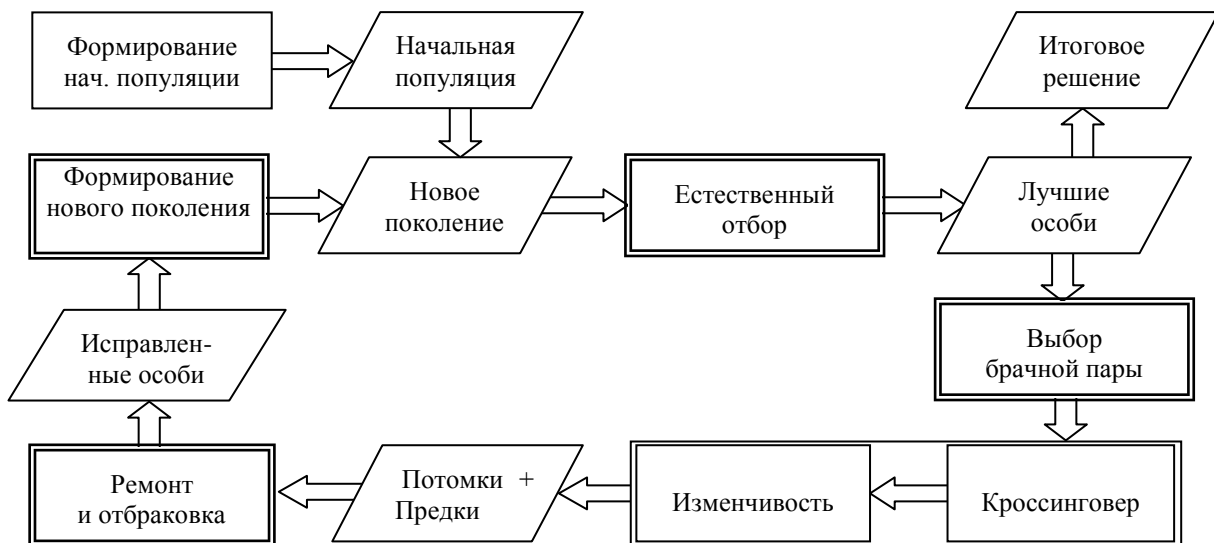 Формирование
нач. популяции
Начальная
популяция
Итоговое
решение
Формирование
нового поколения
Новое
поколение
Естественный
отбор
Лучшие
особи
Исправлен-
ные особи
Выбор
брачной пары
Ремонт
и отбраковка
Потомки +
Предки
Изменчивость
Кроссинговер